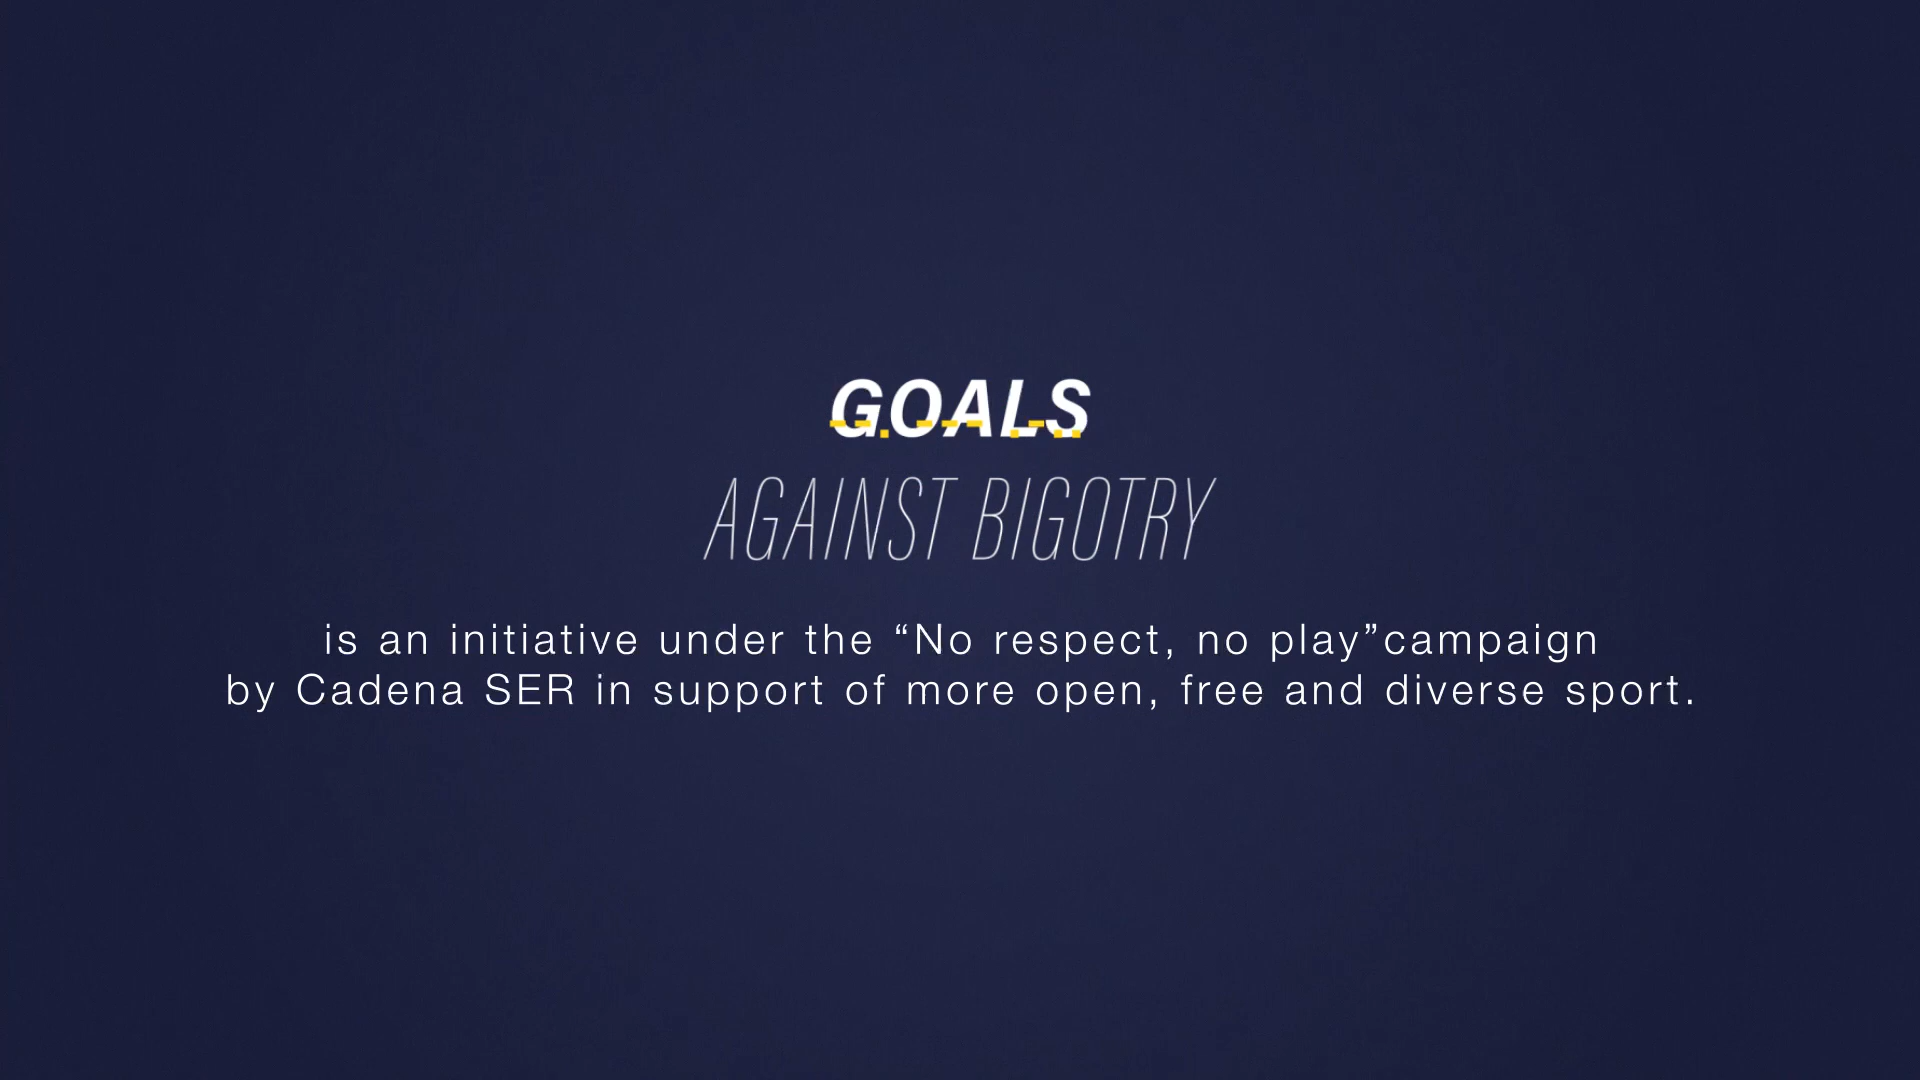 GOALS
AGAINST BIGOTRY
is an initiative under the “No respect, no play”campaign
by Cadena SER in support of more open, free and diverse sport.